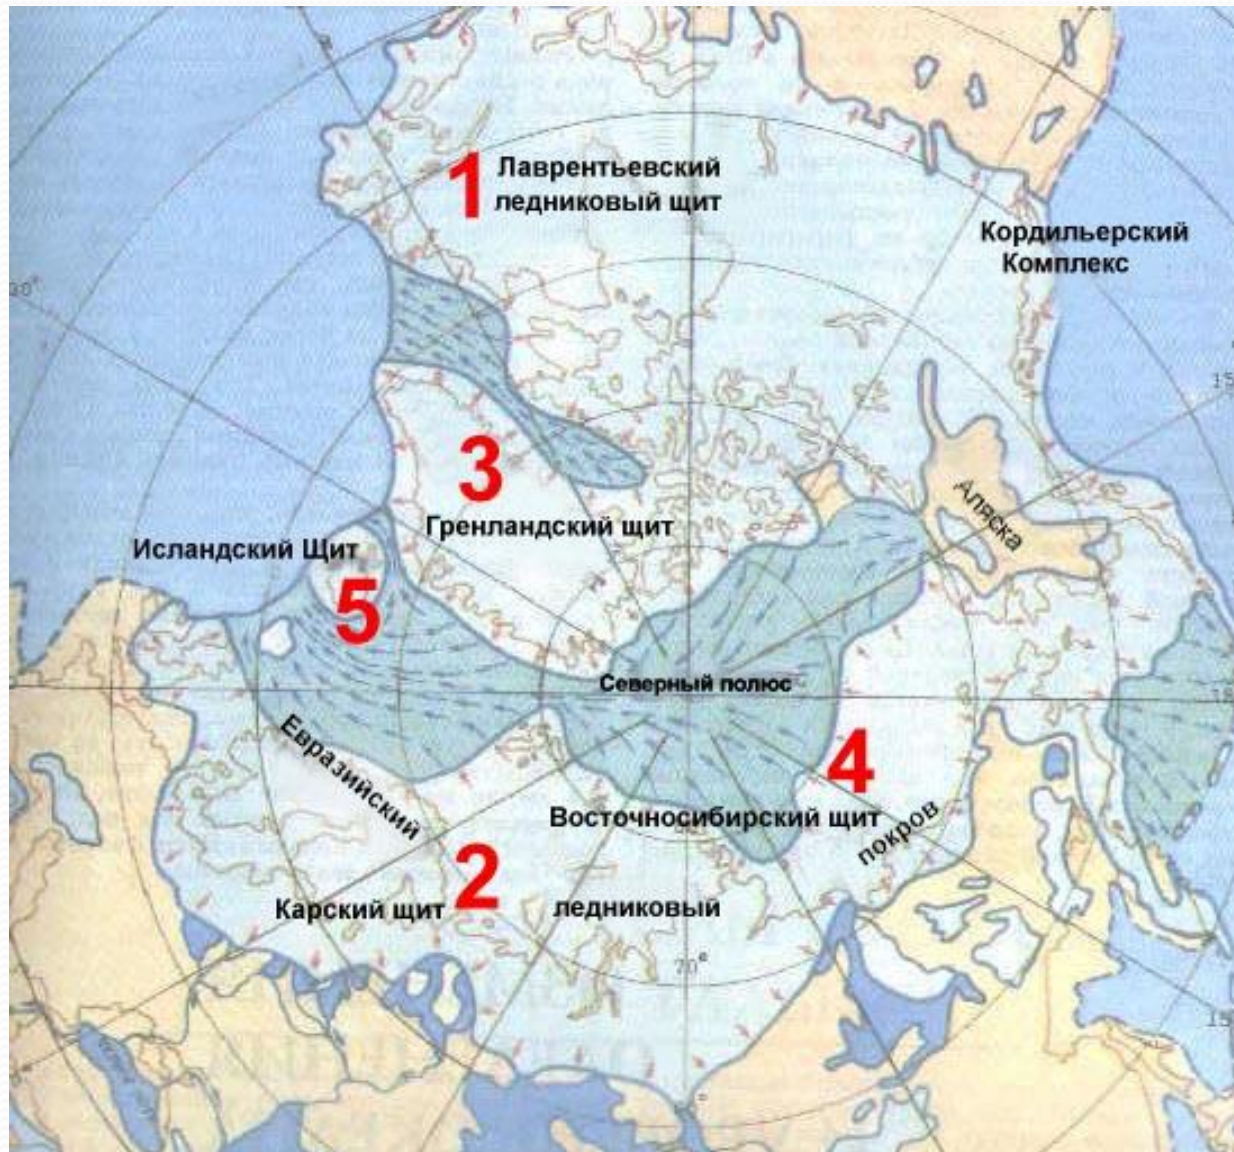 1
Лаврентьевский
ледниковый щит
Кордильерский
Комплекс
3
Гренландский щит
Аляска
Исландский Щит
5
Северный полюс
Евразийский
4
Восточносибирский щит
покров
2
Карский щит
ледниковый
70°